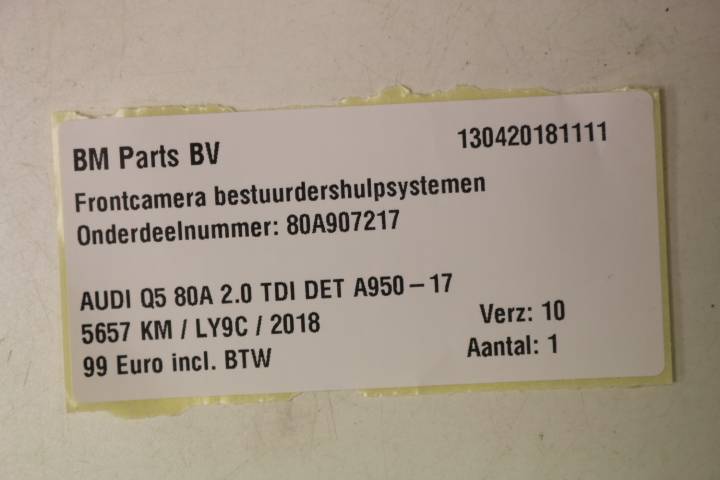 BM Parts BV 130420181111
Frontcamera bestuurdershulpsystemen
Onderdeelnummer: 80A907217
AUDI Q5 80A 2.0 TDI DET A950-17
5657 KM / LY9C / 2018 Verz: 10
99 Euro incl. BTW Aantal: 1